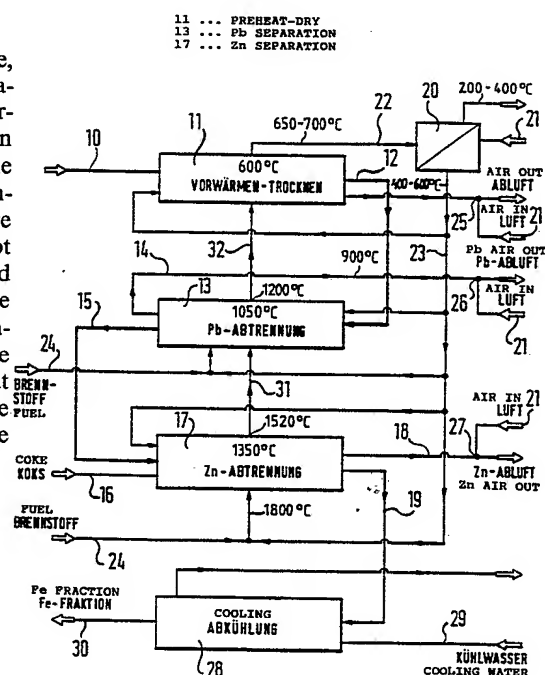 11 ... PREHEAT-DRY
13 ... Pb SEPARATION
17 ... Zn SEPARATION
20
200-400°C
22
650-700°C
21
11
10
600°C
12
VORWÄRMEN-TROCKNEN
400-600°C
AIR OUT
ABLUFT
25
AIR IN
LUFT
21
32
23
Pb AIR OUT
Pb-ABLUFT
14
900°C
13
1200°C
AIR IN
LUFT
26
15
1050°C
Pb-ABTRENNUNG
21
24
BRENN-
STOFF
FUEL
31
AIR IN
LUFT
21
17
1520°C
18
27
1350°C
Zn-ABTRENNUNG
Zn-ABLUFT
Zn AIR OUT
COKE
KOKS
16
19
1800°C
FUEL
BRENNSTOFF
24
Fe FRACTION
Fe-FRAKTION
30
COOLING
ABKÜHLUNG
29
28
KÜHLWASSER
COOLING WATER